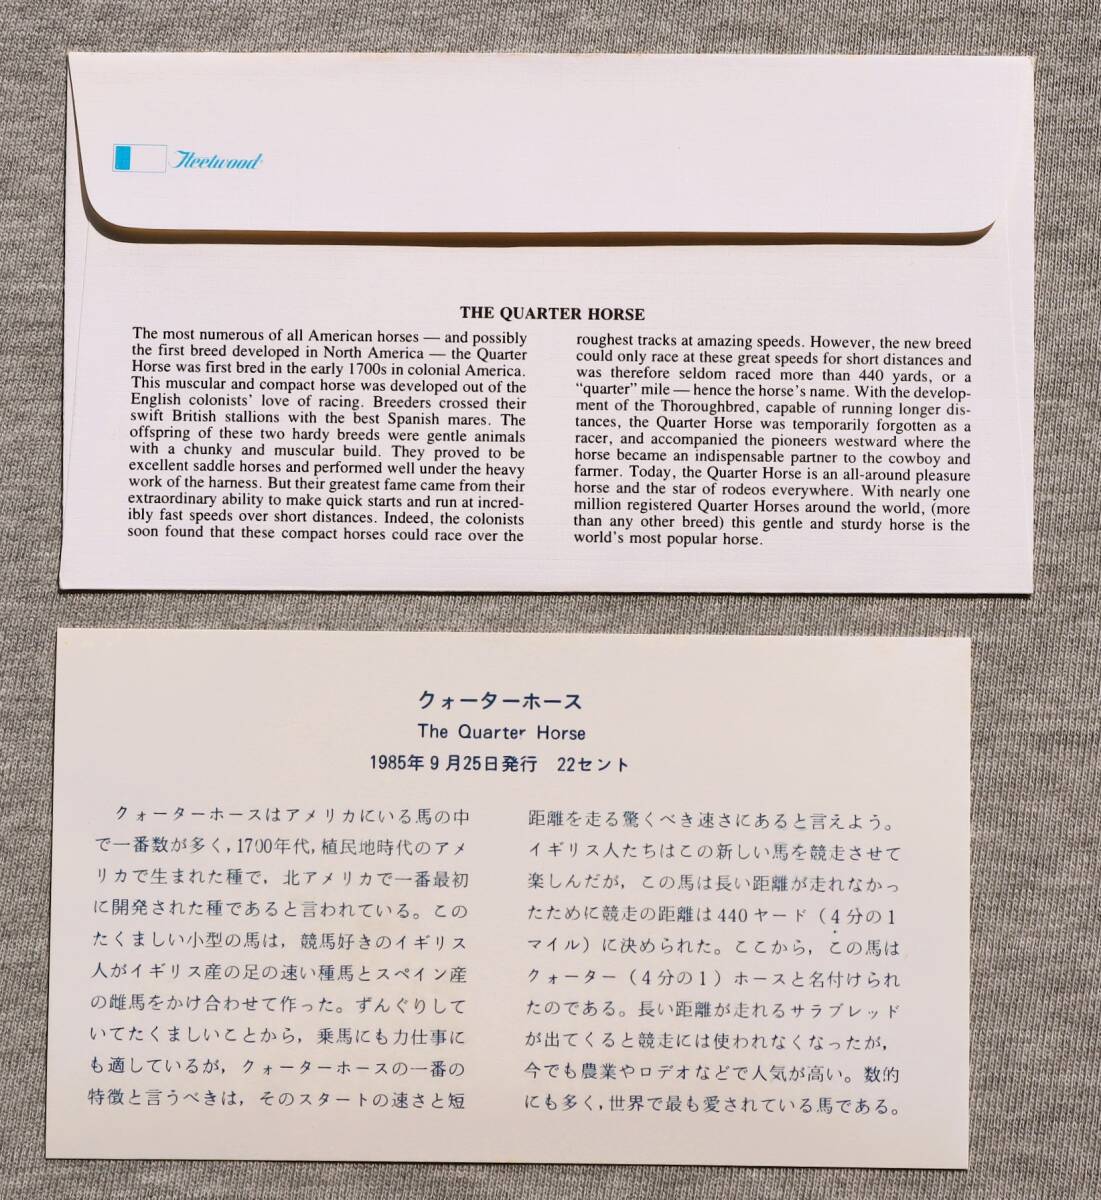 Fleetwood
THE QUARTER HORSE
The most numerous of all American horses — and possibly
the first breed developed in North America — the Quarter
Horse was first bred in the early 1700s in colonial America.
This muscular and compact horse was developed out of the
English colonists' love of racing. Breeders crossed their
swift British stallions with the best Spanish mares. The
offspring of these two hardy breeds were gentle animals
with a chunky and muscular build. They proved to be
excellent saddle horses and performed well under the heavy
work of the harness. But their greatest fame came from their
extraordinary ability to make quick starts and run at incred-
ibly fast speeds over short distances. Indeed, the colonists
soon found that these compact horses could race over the
roughest tracks at amazing speeds. However, the new breed
could only race at these great speeds for short distances and
was therefore seldom raced more than 440 yards, or a
“quarter” mile — hence the horse's name. With the develop-
ment of the Thoroughbred, capable of running longer dis-
tances, the Quarter Horse was temporarily forgotten as a
racer, and accompanied the pioneers westward where the
horse became an indispensable partner to the cowboy and
farmer. Today, the Quarter Horse is an all-around pleasure
horse and the star of rodeos everywhere. With nearly one
million registered Quarter Horses around the world, (more
than any other breed) this gentle and sturdy horse is the
world's most popular horse.
クォーターホース
The Quarter Horse
1985年9月25日発行 22セント
クォーターホースはアメリカにいる馬の中
で一番数が多く,1700年代,植民地時代のアメ
リカで生まれた種で，北アメリカで一番最初
に開発された種であると言われている。この
たくましい小型の馬は，競馬好きのイギリス
人がイギリス産の足の速い種馬とスペイン産
の雌馬をかけ合わせて作った。ずんぐりして
いてたくましいことから，乗馬にも力仕事に
も適しているが，クォーターホースの一番の
特徴と言うべきは，そのスタートの速さと短
距離を走る驚くべき速さにあると言えよう。
イギリス人たちはこの新しい馬を競走させて
楽しんだが，この馬は長い距離が走れなかっ
たために競走の距離は440ヤード（4分の1
マイル）に決められた。ここから，この馬は
クォーター（4分の1）ホースと名付けられ
たのである。長い距離が走れるサラブレッド
が出てくると競走には使われなくなったが，
今でも農業やロデオなどで人気が高い。数的
にも多く,世界で最も愛されている馬である。